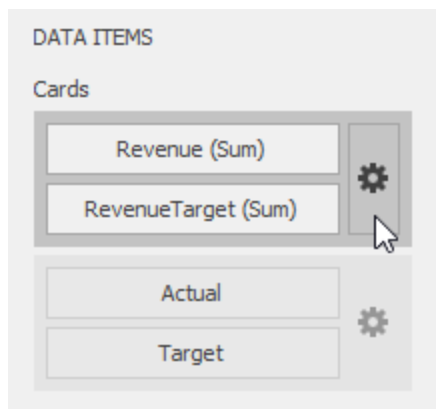 DATA ITEMS
Cards
Revenue (Sum)
RevenueTarget (Sum)
Actual
Target